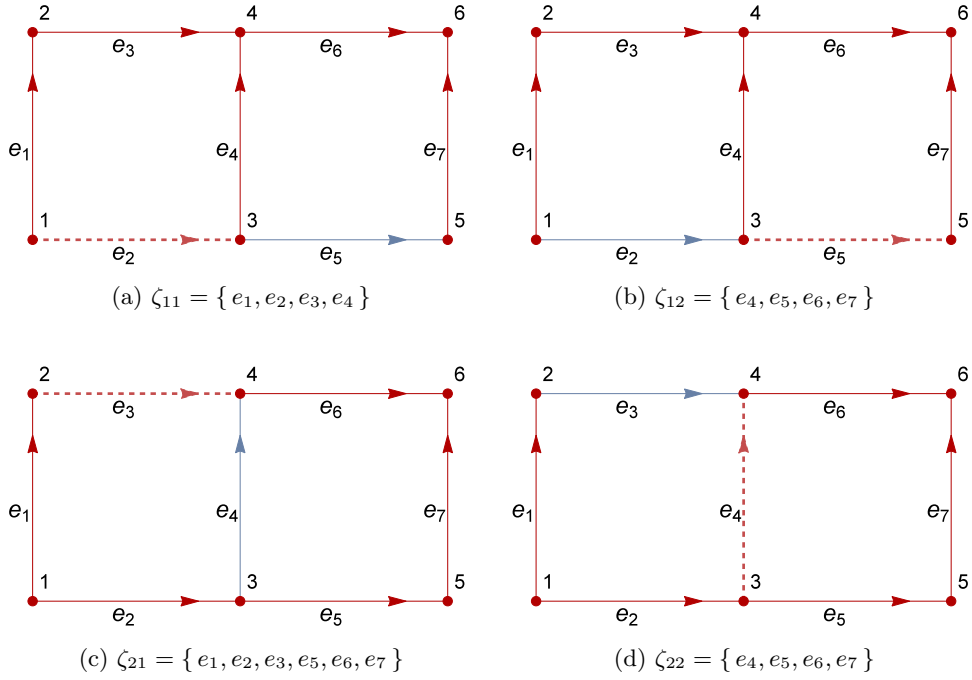 2 4 6 2 4 6
e₃ e₆ e₃ e₆
e₁ e₄ e₇ e₁ e₄ e₇
1 3 5 1 3 5
e₂ e₅ e₂ e₅
(a) ζ₁₁ = { e₁, e₂, e₃, e₄ } (b) ζ₁₂ = { e₄, e₅, e₆, e₇ }
2 4 6 2 4 6
e₃ e₆ e₃ e₆
e₁ e₄ e₇ e₁ e₄ e₇
1 3 5 1 3 5
e₂ e₅ e₂ e₅
(c) ζ₂₁ = { e₁, e₂, e₃, e₅, e₆, e₇ } (d) ζ₂₂ = { e₄, e₅, e₆, e₇ }